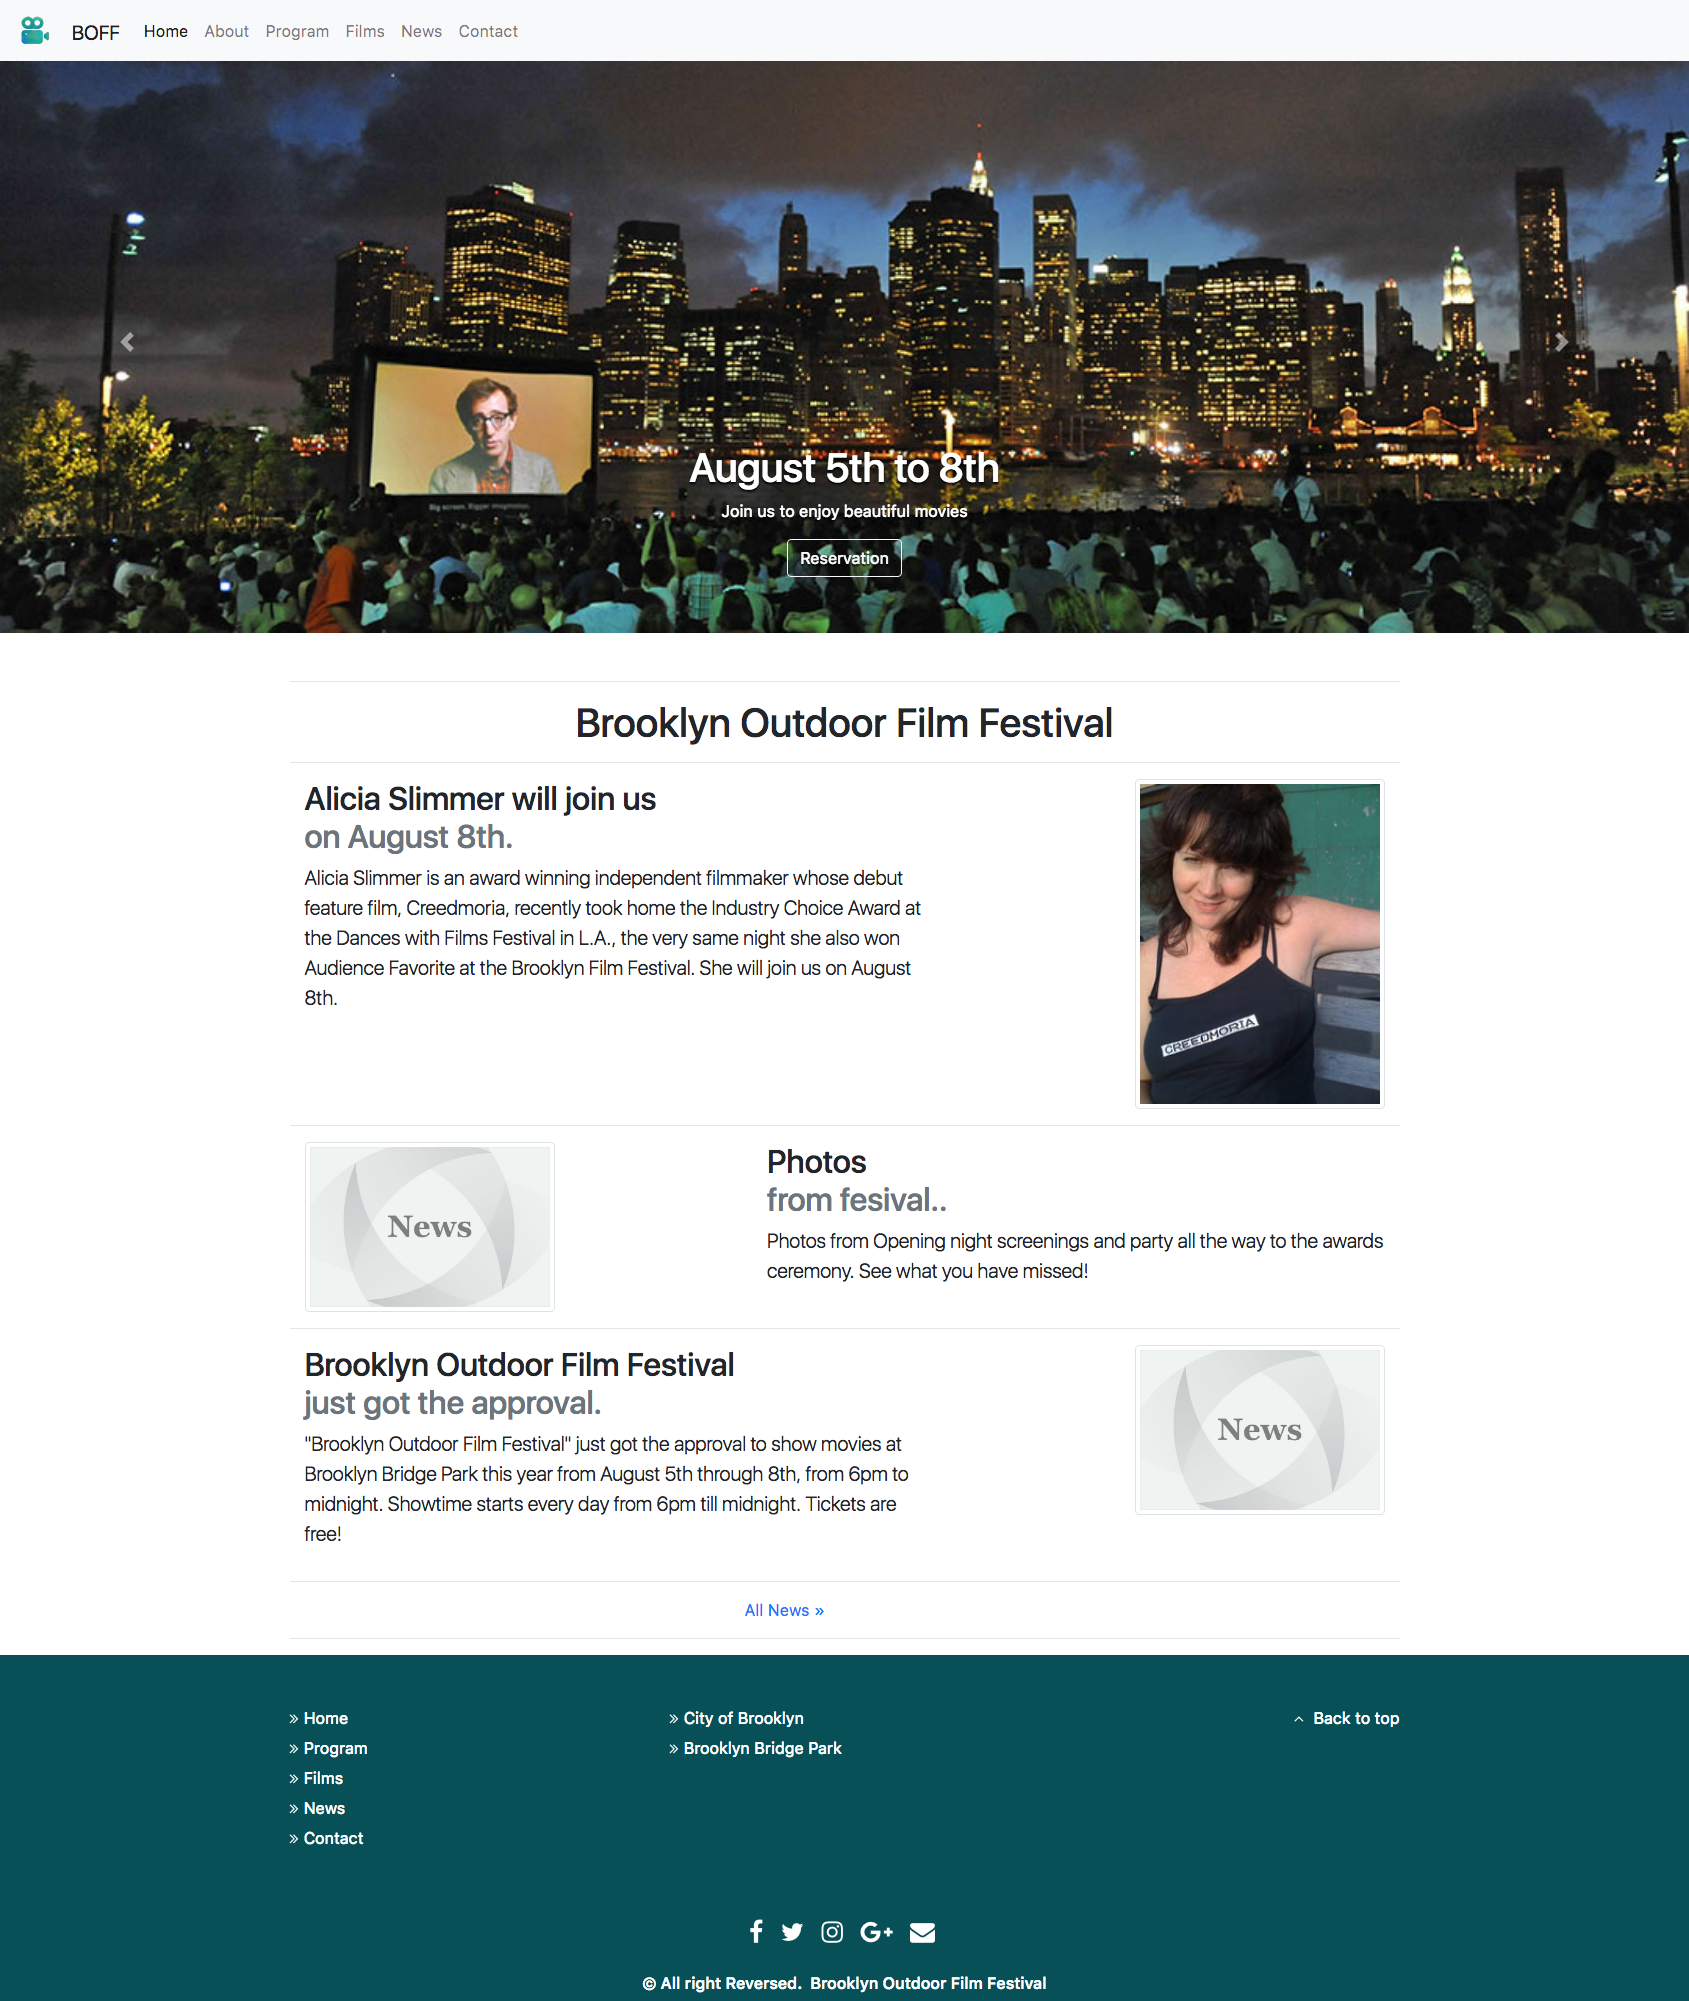 BOFF Home About Program Films News Contact
August 5th to 8th
Join us to enjoy beautiful movies
Reservation
Brooklyn Outdoor Film Festival
Alicia Slimmer will join us
on August 8th.
Alicia Slimmer is an award winning independent filmmaker whose debut
feature film, Creedmoria, recently took home the Industry Choice Award at
the Dances with Films Festival in L.A., the very same night she also won
Audience Favorite at the Brooklyn Film Festival. She will join us on August
8th.
CREEDMORIA
News
Photos
from fesival..
Photos from Opening night screenings and party all the way to the awards
ceremony. See what you have missed!
Brooklyn Outdoor Film Festival
just got the approval.
"Brooklyn Outdoor Film Festival" just got the approval to show movies at
Brooklyn Bridge Park this year from August 5th through 8th, from 6pm to
midnight. Showtime starts every day from 6pm till midnight. Tickets are
free!
News
All News »
» Home
» Program
» Films
» News
» Contact
» City of Brooklyn
» Brooklyn Bridge Park
Back to top
© All right Reversed. Brooklyn Outdoor Film Festival